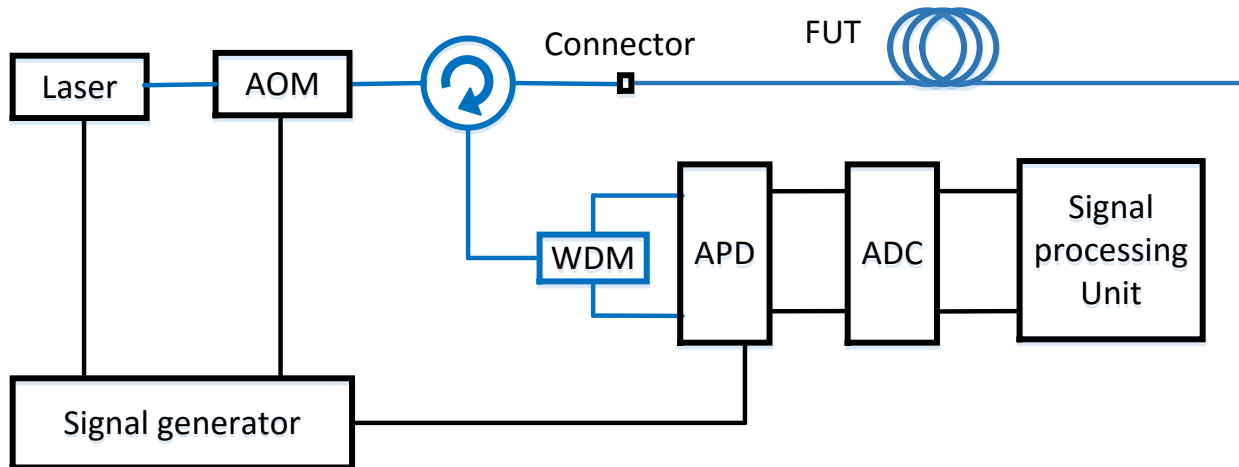 Laser
AOM
Connector
FUT
WDM
APD
ADC
Signal
processing
Unit
Signal generator